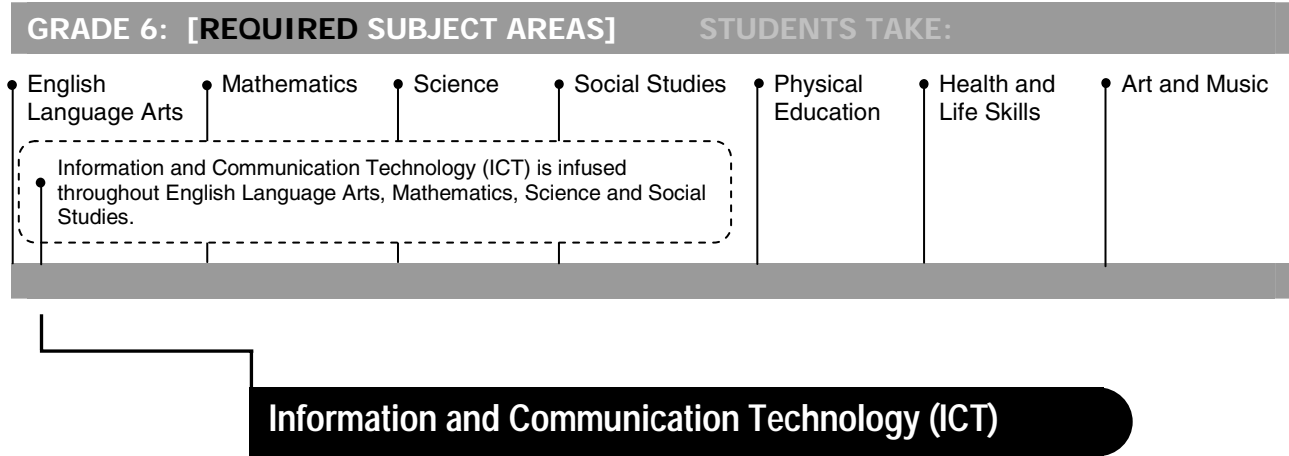 GRADE 6: [REQUIRED SUBJECT AREAS] STUDENTS TAKE:
English
Language Arts
Mathematics
Science
Social Studies
Physical
Education
Health and
Life Skills
Art and Music
Information and Communication Technology (ICT) is infused
throughout English Language Arts, Mathematics, Science and Social
Studies.
Information and Communication Technology (ICT)